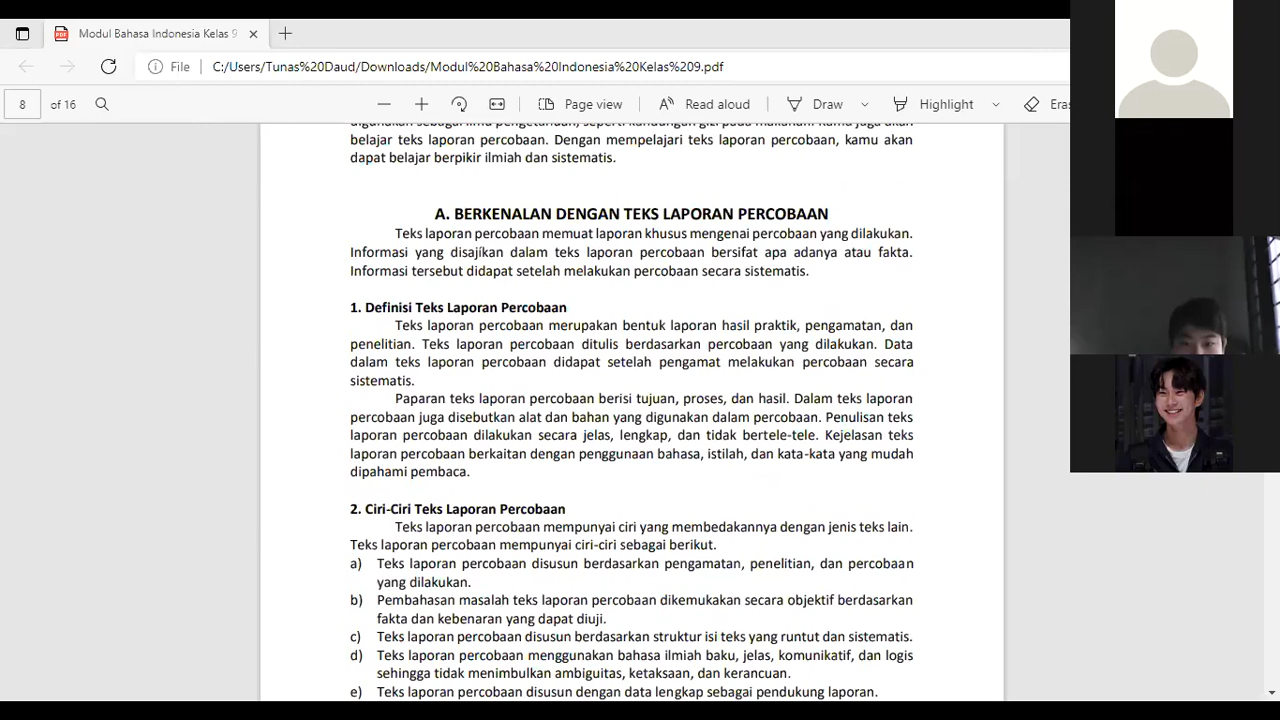 Modul Bahasa Indonesia Kelas 9
File
C:/Users/Tunas%20Daud/Downloads/Modul%20Bahasa%20Indonesia%20Kelas%209.pdf
8 of 16
Page view
Read aloud
Draw
Highlight
belajar teks laporan percobaan. Dengan mempelajari teks laporan percobaan, kamu akan
dapat belajar berpikir ilmiah dan sistematis.
A. BERKENALAN DENGAN TEKS LAPORAN PERCOBAAN
Teks laporan percobaan memuat laporan khusus mengenai percobaan yang dilakukan.
Informasi yang disajikan dalam teks laporan percobaan bersifat apa adanya atau fakta.
Informasi tersebut didapat setelah melakukan percobaan secara sistematis.
1. Definisi Teks Laporan Percobaan
Teks laporan percobaan merupakan bentuk laporan hasil praktik, pengamatan, dan
penelitian. Teks laporan percobaan ditulis berdasarkan percobaan yang dilakukan. Data
dalam teks laporan percobaan didapat setelah pengamat melakukan percobaan secara
sistematis.
Paparan teks laporan percobaan berisi tujuan, proses, dan hasil. Dalam teks laporan
percobaan juga disebutkan alat dan bahan yang digunakan dalam percobaan. Penulisan teks
laporan percobaan dilakukan secara jelas, lengkap, dan tidak bertele-tele. Kejelasan teks
laporan percobaan berkaitan dengan penggunaan bahasa, istilah, dan kata-kata yang mudah
dipahami pembaca.
2. Ciri-Ciri Teks Laporan Percobaan
Teks laporan percobaan mempunyai ciri yang membedakannya dengan jenis teks lain.
Teks laporan percobaan mempunyai ciri-ciri sebagai berikut.
a) Teks laporan percobaan disusun berdasarkan pengamatan, penelitian, dan percobaan
yang dilakukan.
b) Pembahasan masalah teks laporan percobaan dikemukakan secara objektif berdasarkan
fakta dan kebenaran yang dapat diuji.
c) Teks laporan percobaan disusun berdasarkan struktur isi teks yang runtut dan sistematis.
d) Teks laporan percobaan menggunakan bahasa ilmiah baku, jelas, komunikatif, dan logis
sehingga tidak menimbulkan ambiguitas, ketaksaan, dan kerancuan.
e) Teks laporan percobaan disusun dengan data lengkap sebagai pendukung laporan.